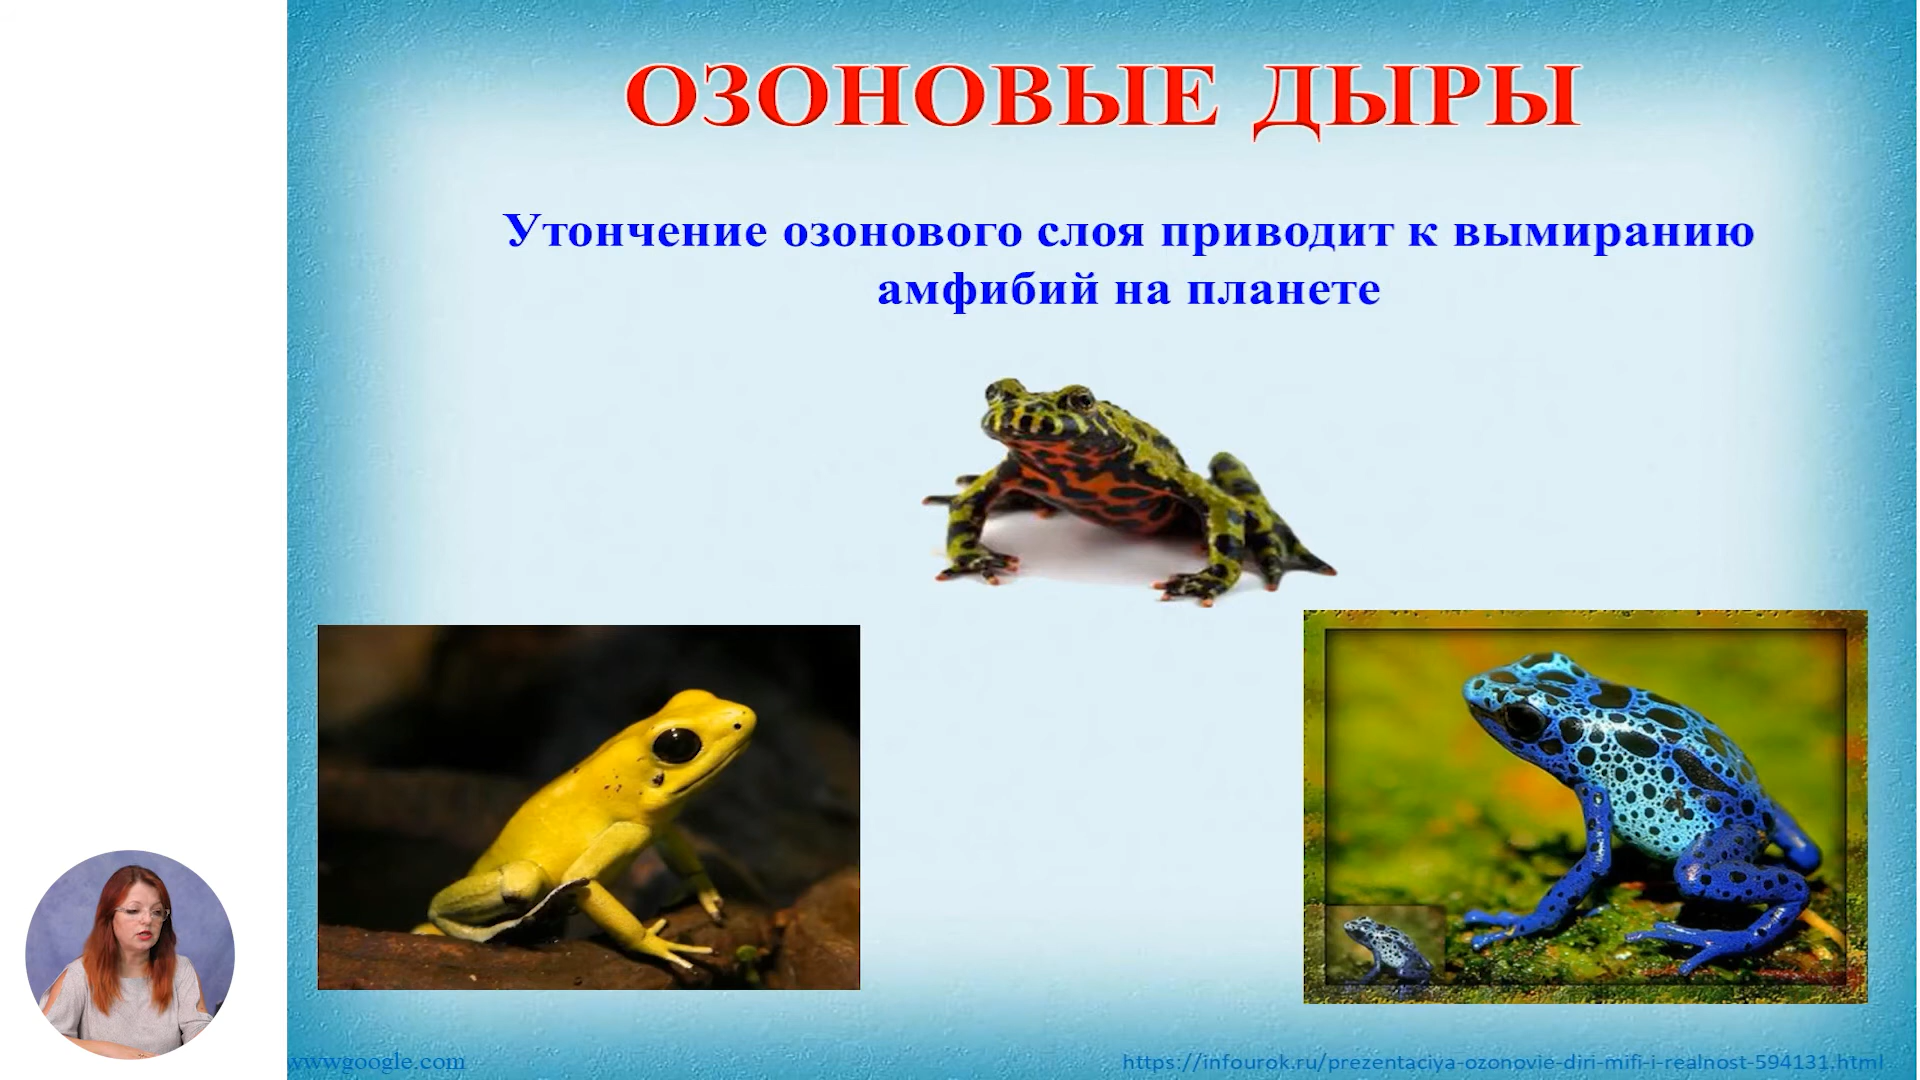 ОЗОНОВЫЕ ДЫРЫ
Утончение озонового слоя приводит к вымиранию
амфибий на планете
wwwgoogle.com
https://infourok.ru/prezentaciya-ozonovie-diri-mifi-i-realnost-594131.html